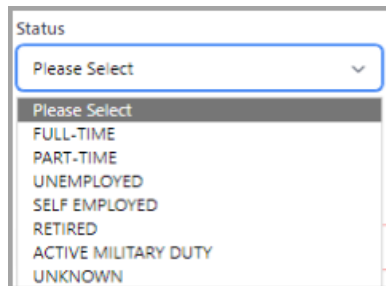 Status
Please Select
Please Select
FULL-TIME
PART-TIME
UNEMPLOYED
SELF EMPLOYED
RETIRED
ACTIVE MILITARY DUTY
UNKNOWN